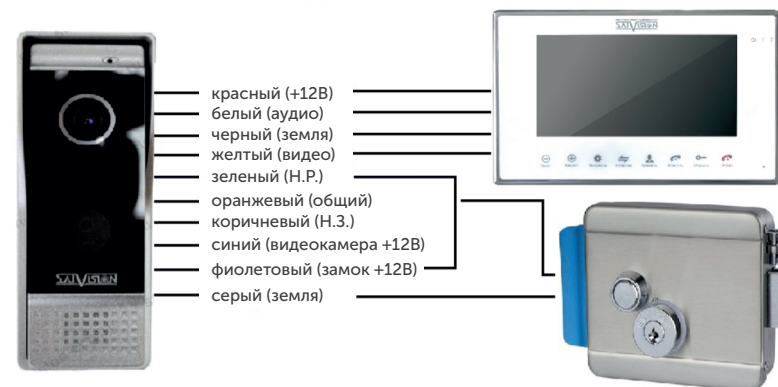 SATVISION
красный (+12В)
белый (аудио)
черный (земля)
желтый (видео)
зеленый (Н.Р.)
оранжевый (общий)
коричневый (Н.З.)
синий (видеокамера +12В)
фиолетовый (замок +12В)
серый (земля)
SATVISION